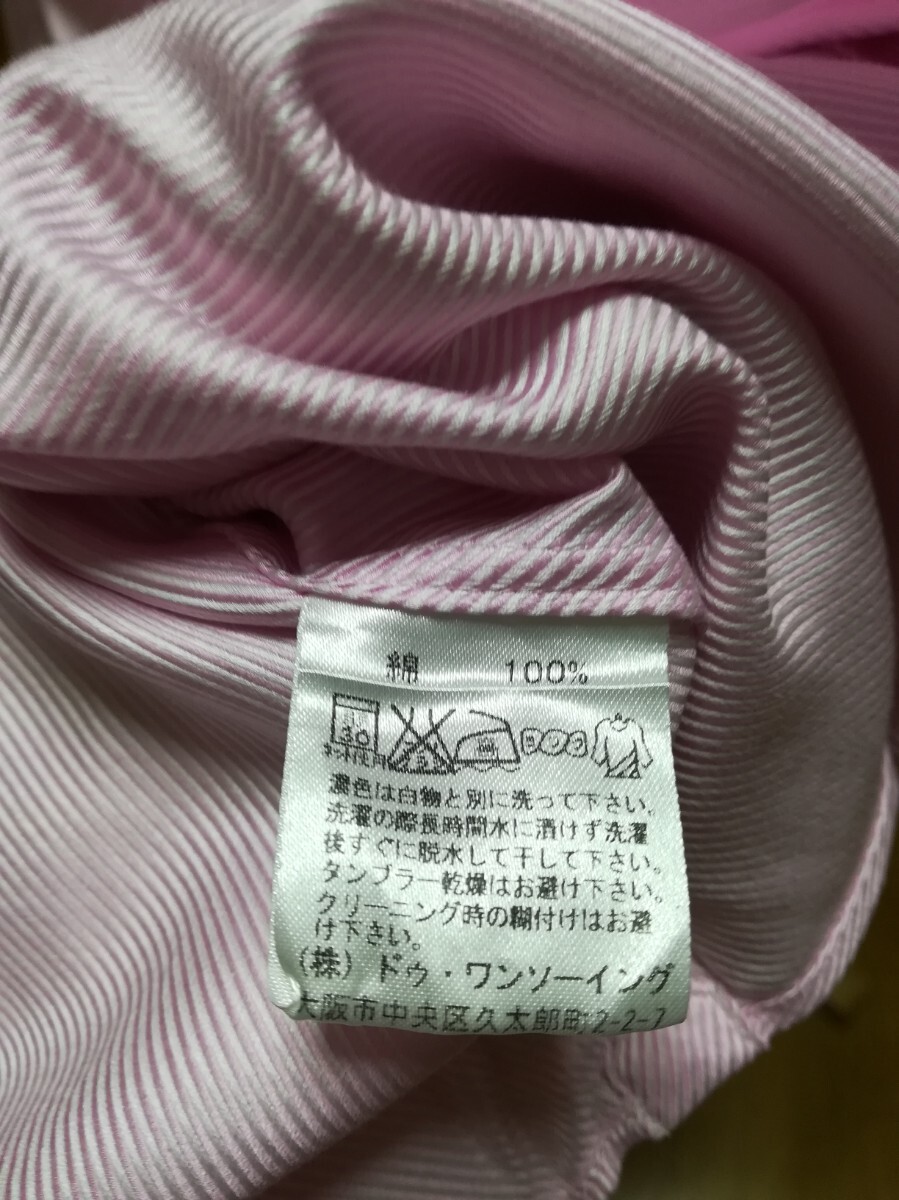 綿 100%
30
濃色は白物と別に洗って下さい。
洗濯の際長時間水に漬けず洗濯
後すぐに脱水して干して下さい。
タンブラー乾燥はお避け下さい。
クリーニング時の糊付けはお避
け下さい。
(株) ドゥ・ワンソーイング
大阪市中央区久太郎町2-2-7